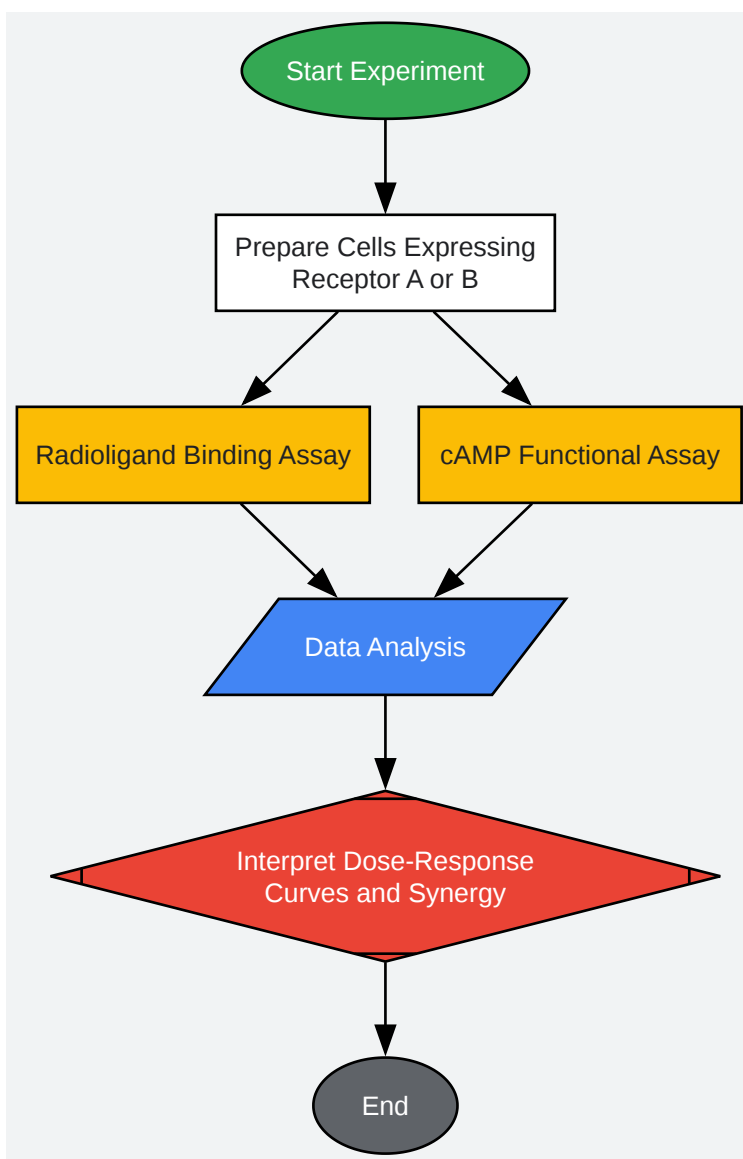 Start Experiment
Prepare Cells Expressing
Receptor A or B
Radioligand Binding Assay
cAMP Functional Assay
Data Analysis
Interpret Dose-Response
Curves and Synergy
End